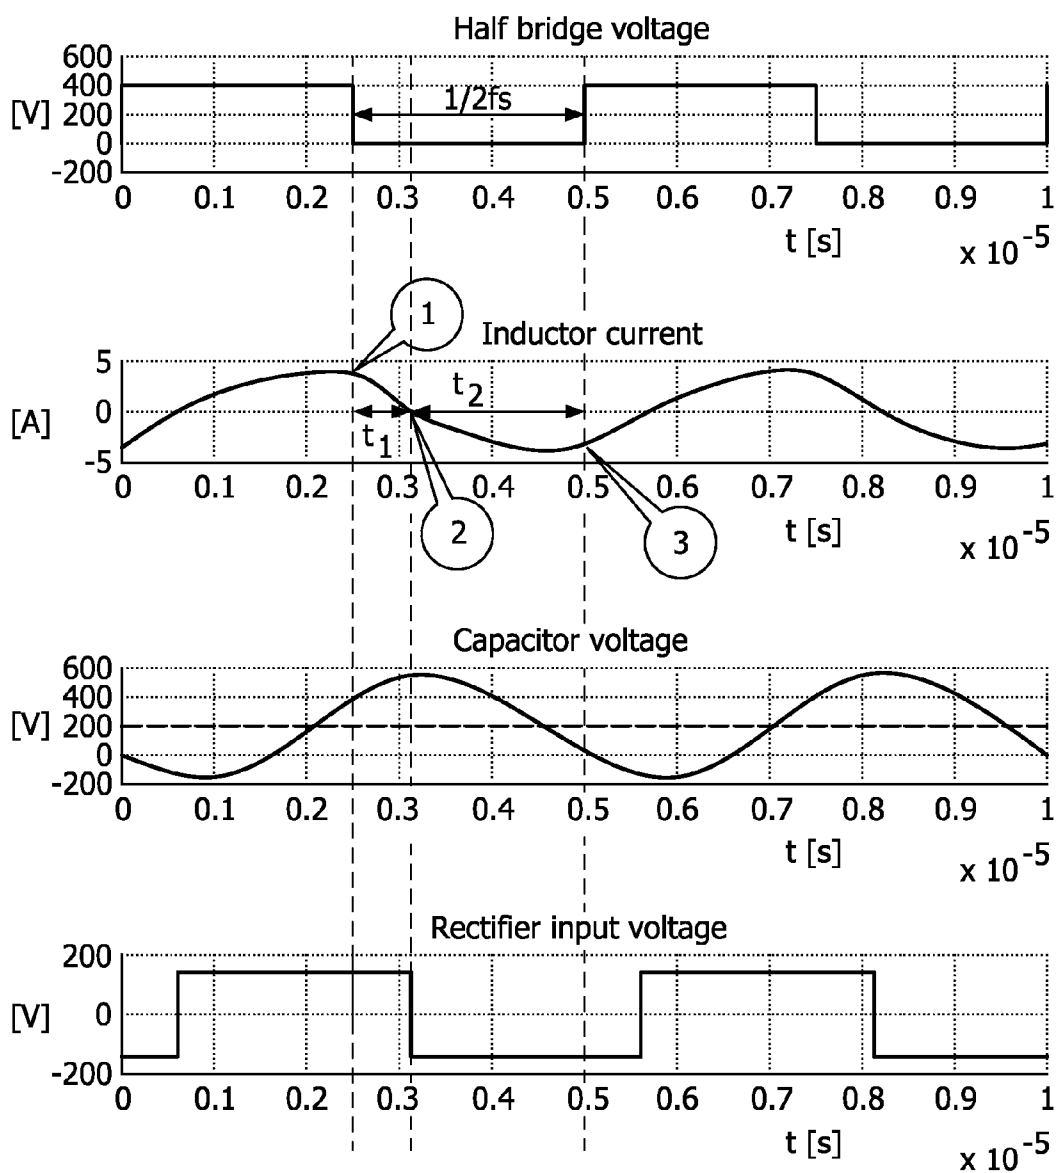 Half bridge voltage
600
400
[V] 200
0
-200
1/2fs
0 0.1 0.2 0.3 0.4 0.5 0.6 0.7 0.8 0.9 1
t [s] x 10-5
1
Inductor current
5
[A] 0
-5
t2
t1
0 0.1 0.2 0.3 0.4 0.5 0.6 0.7 0.8 0.9 1
2
3
t [s] x 10-5
Capacitor voltage
600
400
[V] 200
0
-200
0 0.1 0.2 0.3 0.4 0.5 0.6 0.7 0.8 0.9 1
t [s] x 10-5
Rectifier input voltage
200
[V] 0
-200
0 0.1 0.2 0.3 0.4 0.5 0.6 0.7 0.8 0.9 1
t [s] x 10-5